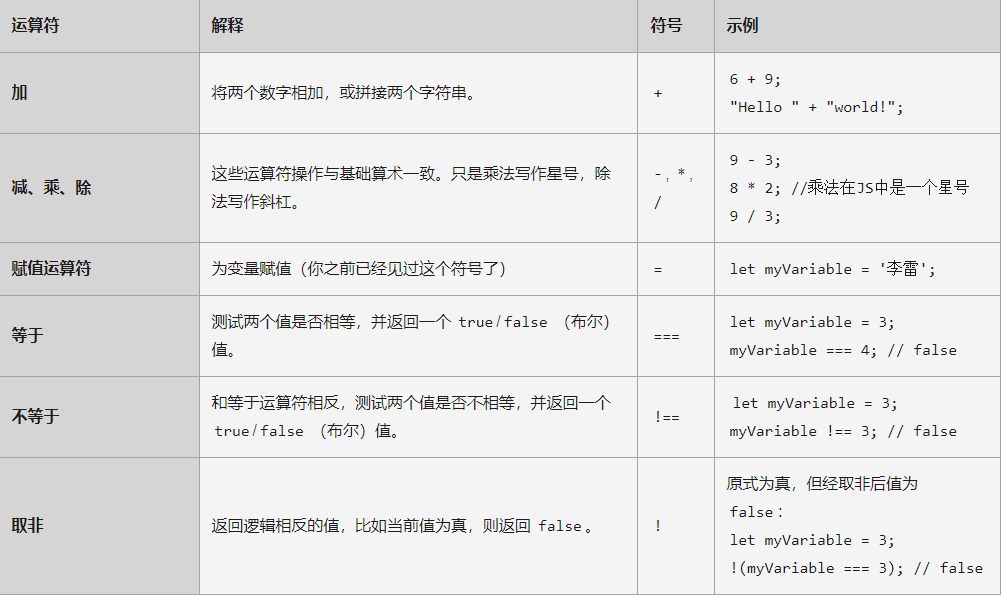 运算符 解释 符号 示例
加 将两个数字相加，或拼接两个字符串。 + 6 + 9;
"Hello " + "world!";
减、乘、除 这些运算符操作与基础算术一致。只是乘法写作星号，除
法写作斜杠。 -, *,
/ 9 - 3;
8 * 2; //乘法在JS中是一个星号
9 / 3;
赋值运算符 为变量赋值（你之前已经见过这个符号了） = let myVariable = '李雷';
等于 测试两个值是否相等，并返回一个 true/false （布尔）
值。 === let myVariable = 3;
myVariable === 4; // false
不等于 和等于运算符相反，测试两个值是否不相等，并返回一个
true/false （布尔）值。 !== let myVariable = 3;
myVariable !== 3; // false
取非 返回逻辑相反的值，比如当前值为真，则返回 false。 ! 原式为真，但经取非后值为
false：
let myVariable = 3;
!(myVariable === 3); // false